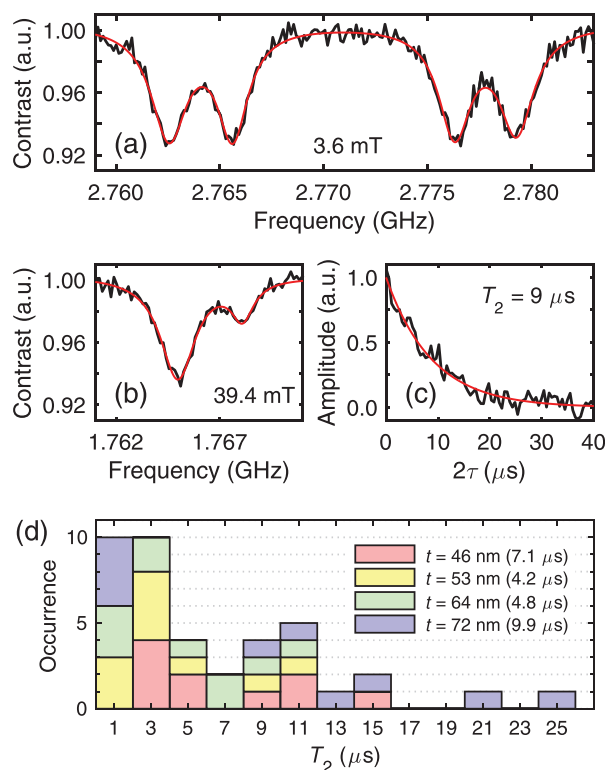 1.00
0.96
0.92
Contrast (a.u.)
(a)
3.6 mT
2.760 2.765 2.770 2.775 2.780
Frequency (GHz)
1.00
0.96
0.92
Contrast (a.u.)
(b)
39.4 mT
1.762 1.767
Frequency (GHz)
1.0
0.5
0.0
Amplitude (a.u.)
T₂ = 9 μs
(c)
0 10 20 30 40
2τ (μs)
(d)
10
5
0
Occurrence
t = 46 nm (7.1 μs)
t = 53 nm (4.2 μs)
t = 64 nm (4.8 μs)
t = 72 nm (9.9 μs)
1 3 5 7 9 11 13 15 17 19 21 23 25
T₂ (μs)